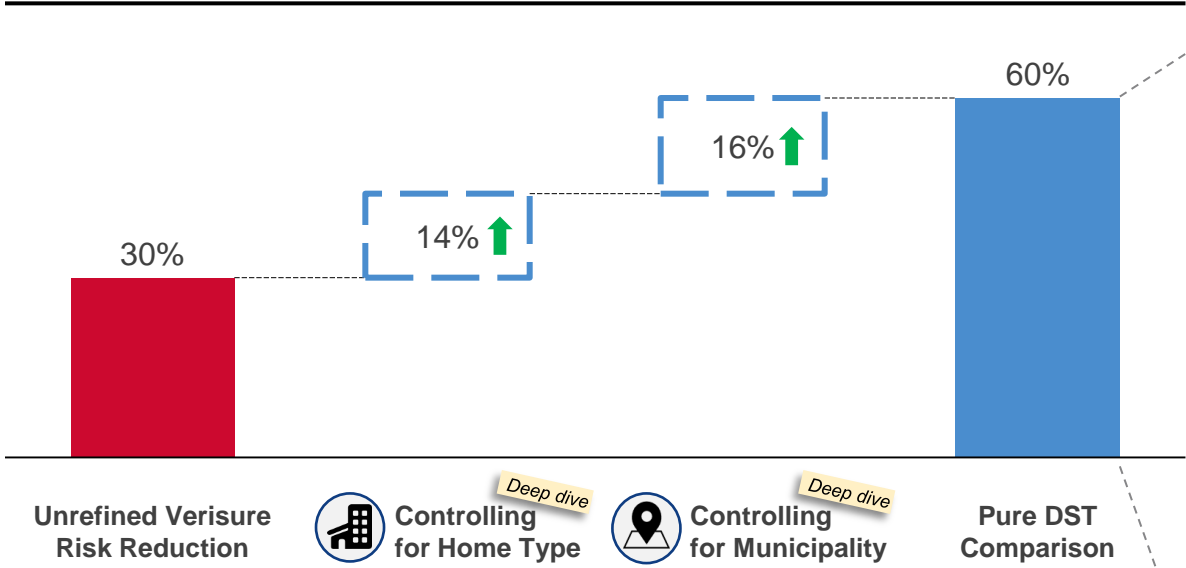 60%
16%
14%
30%
Deep dive
Deep dive
Unrefined Verisure
Risk Reduction
Controlling
for Home Type
Controlling
for Municipality
Pure DST
Comparison